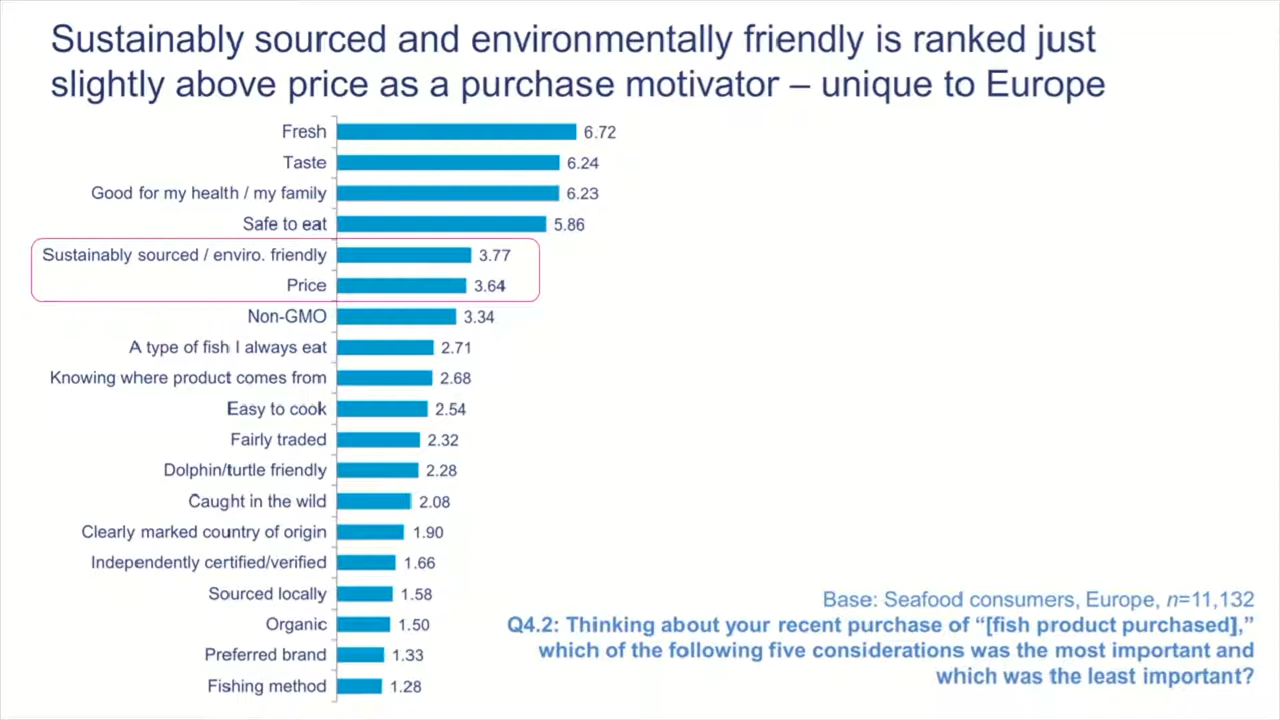 Sustainably sourced and environmentally friendly is ranked just
slightly above price as a purchase motivator – unique to Europe
Fresh 6.72
Taste 6.24
Good for my health / my family 6.23
Safe to eat 5.86
Sustainably sourced / enviro. friendly 3.77
Price 3.64
Non-GMO 3.34
A type of fish I always eat 2.71
Knowing where product comes from 2.68
Easy to cook 2.54
Fairly traded 2.32
Dolphin/turtle friendly 2.28
Caught in the wild 2.08
Clearly marked country of origin 1.90
Independently certified/verified 1.66
Sourced locally 1.58
Organic 1.50
Preferred brand 1.33
Fishing method 1.28
Base: Seafood consumers, Europe, n=11,132
Q4.2: Thinking about your recent purchase of “[fish product purchased],”
which of the following five considerations was the most important and
which was the least important?